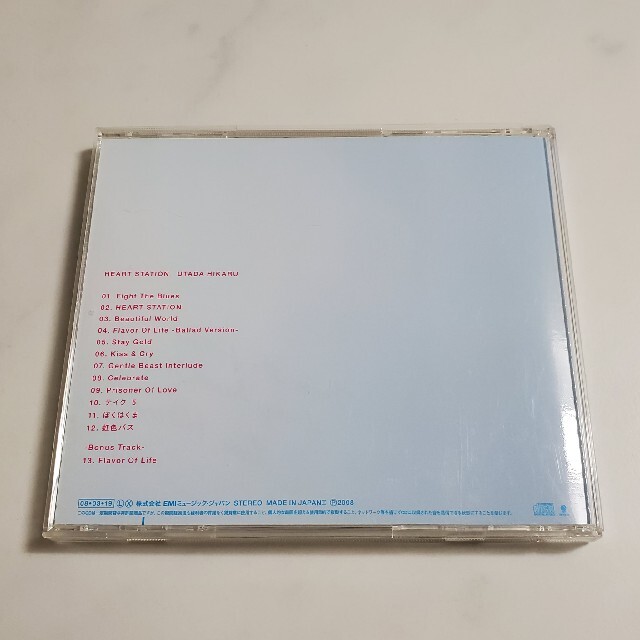 HEART STATION UTADA HIKARU
01. Fight The Blues
02. HEART STATION
03. Beautiful World
04. Flavor Of Life -Ballad Version-
05. Stay Gold
06. Kiss & Cry
07. Gentle Beast Interlude
08. Celebrate
09. Prisoner Of Love
10. テイク 5
11. ぼくはくま
12. 虹色バス
-Bonus Track-
13. Flavor Of Life
08•03•19 Ⓛ Ⓧ 株式会社EMIミュージック・ジャパン STEREO MADE IN JAPAN Ⓟ2008